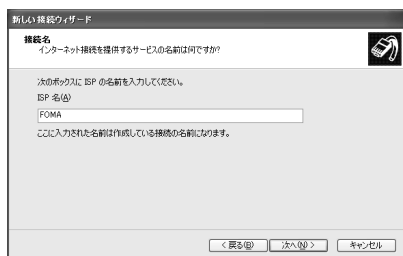 新しい接続ウィザード
接続名
インターネット接続を提供するサービスの名前は何ですか?
次のボックスに ISP の名前を入力してください。
ISP 名(A)
FOMA
ここに入力された名前は作成している接続の名前になります。
< 戻る(B)
次へ(N) >
キャンセル